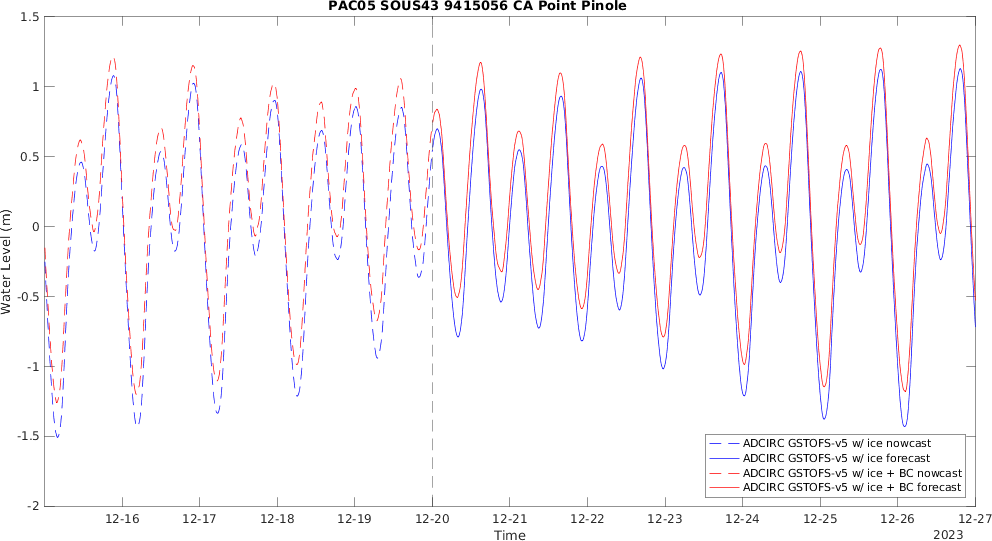 PAC05 SOUS43 9415056 CA Point Pinole
1.5
1
0.5
0
-0.5
-1
-1.5
-2
Water Level (m)
12-16 12-17 12-18 12-19 12-20 12-21 12-22 12-23 12-24 12-25 12-26 12-27
Time
2023
ADCIRC GSTOFS-v5 w/ ice nowcast
ADCIRC GSTOFS-v5 w/ ice forecast
ADCIRC GSTOFS-v5 w/ ice + BC nowcast
ADCIRC GSTOFS-v5 w/ ice + BC forecast